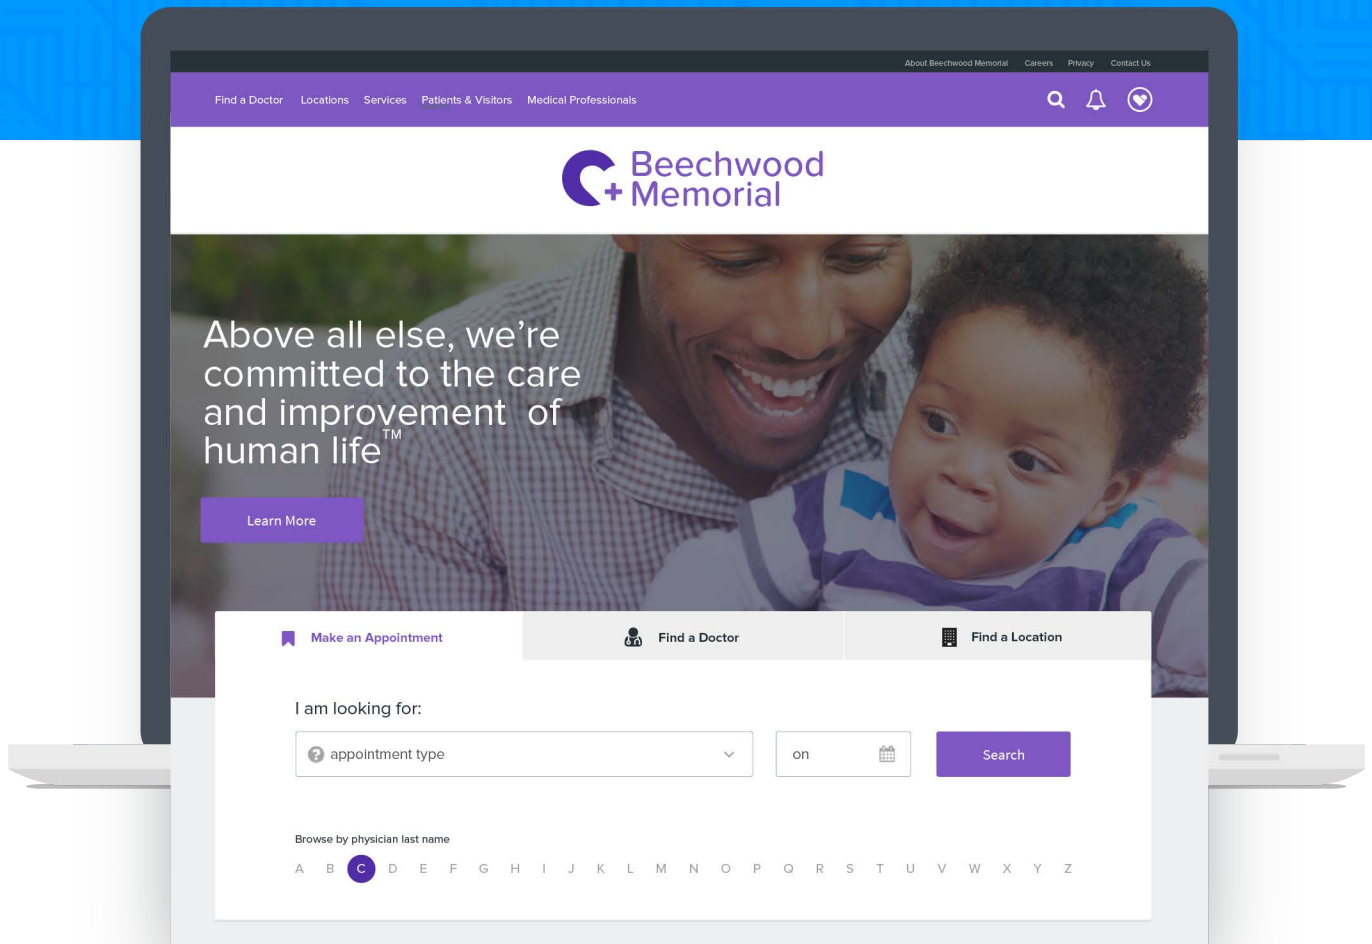 About Beechwood Memorial Careers Privacy Contact Us
Find a Doctor Locations Services Patients & Visitors Medical Professionals
Beechwood
Memorial
Above all else, we’re
committed to the care
and improvement of
human life™
Learn More
Make an Appointment Find a Doctor Find a Location
I am looking for:
appointment type on Search
Browse by physician last name
A B C D E F G H I J K L M N O P Q R S T U V W X Y Z